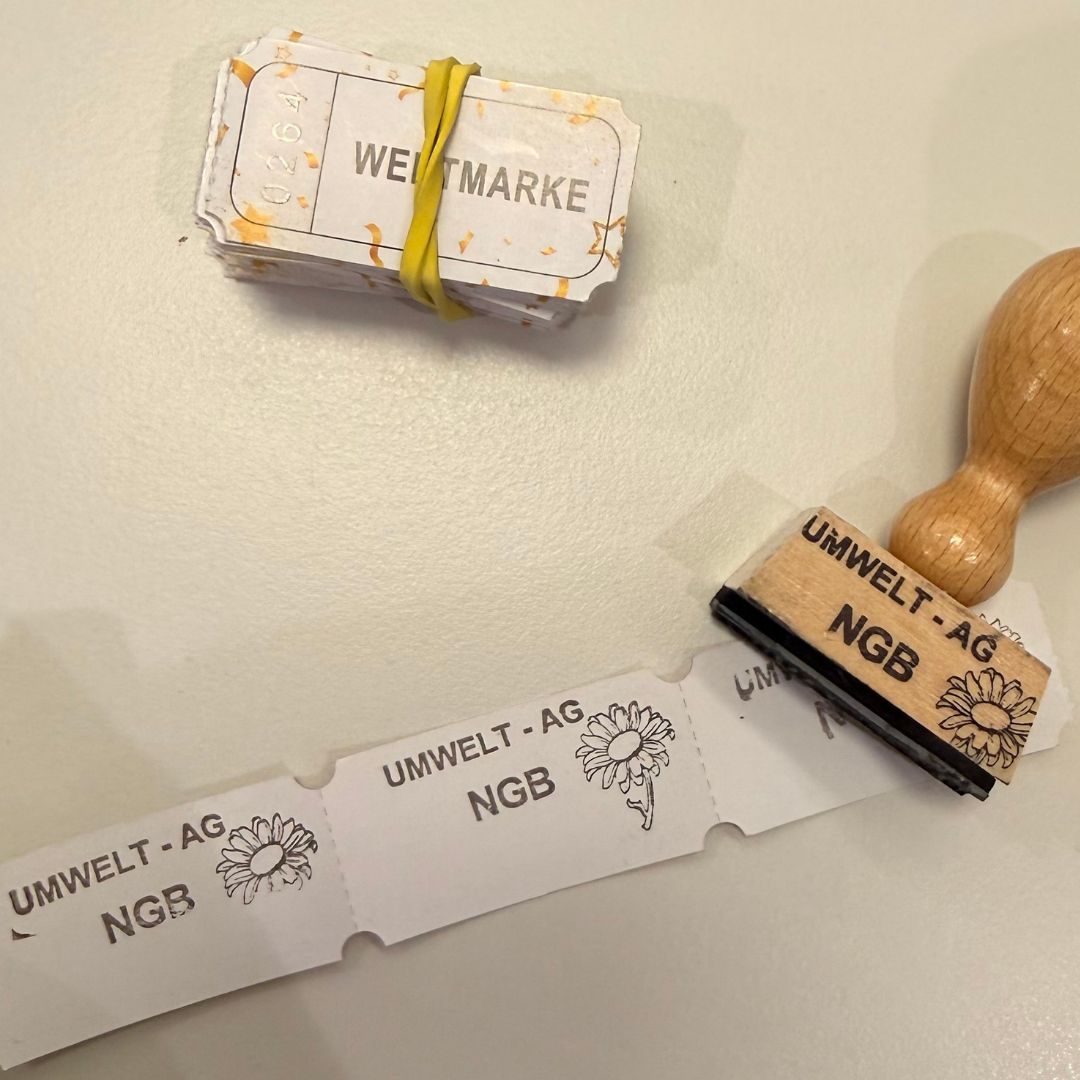 0264
WERTMARKE
UMWELT - AG
NGB
UMWELT - AG
NGB
UMWELT - AG
NGB